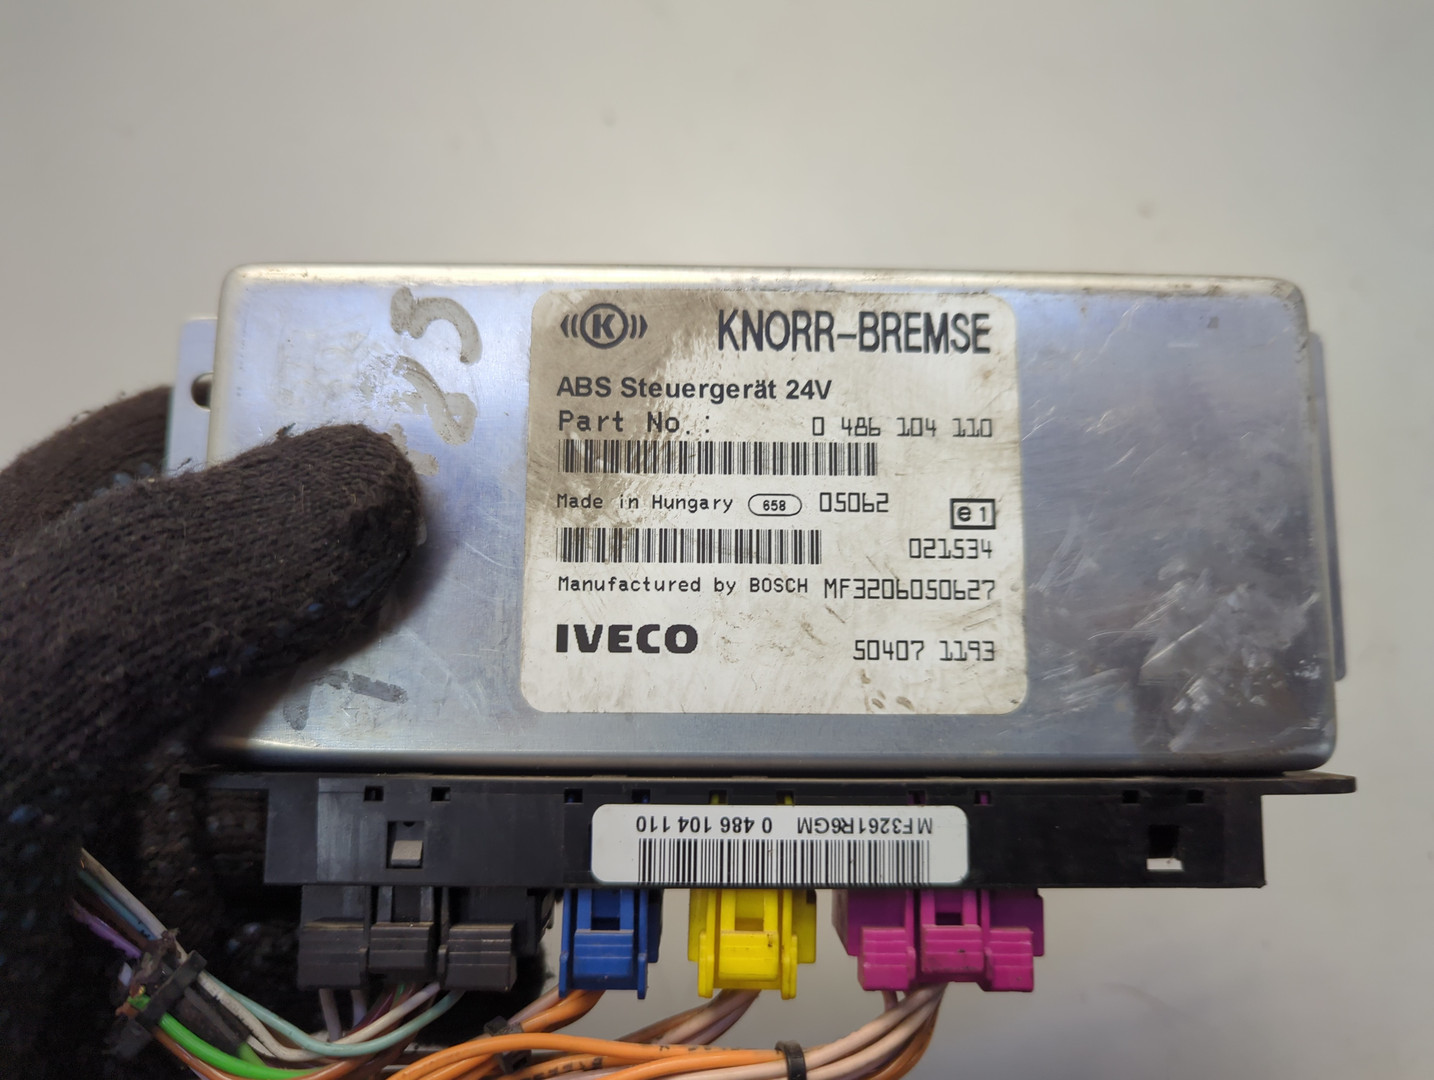 K KNORR-BREMSE
ABS Steuergerät 24V
Part No.: 0 486 104 110
Made in Hungary 658 05062 e1
021534
Manufactured by BOSCH MF3206050627
IVECO 50407 1193
MF3261R6GM 0 486 104 110